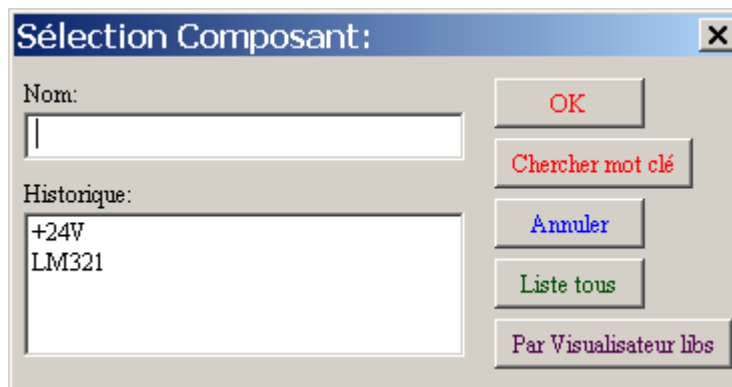 Sélection Composant:
Nom:
OK
Chercher mot clé
Historique:
+24V
LM321
Annuler
Liste tous
Par Visualisateur libs